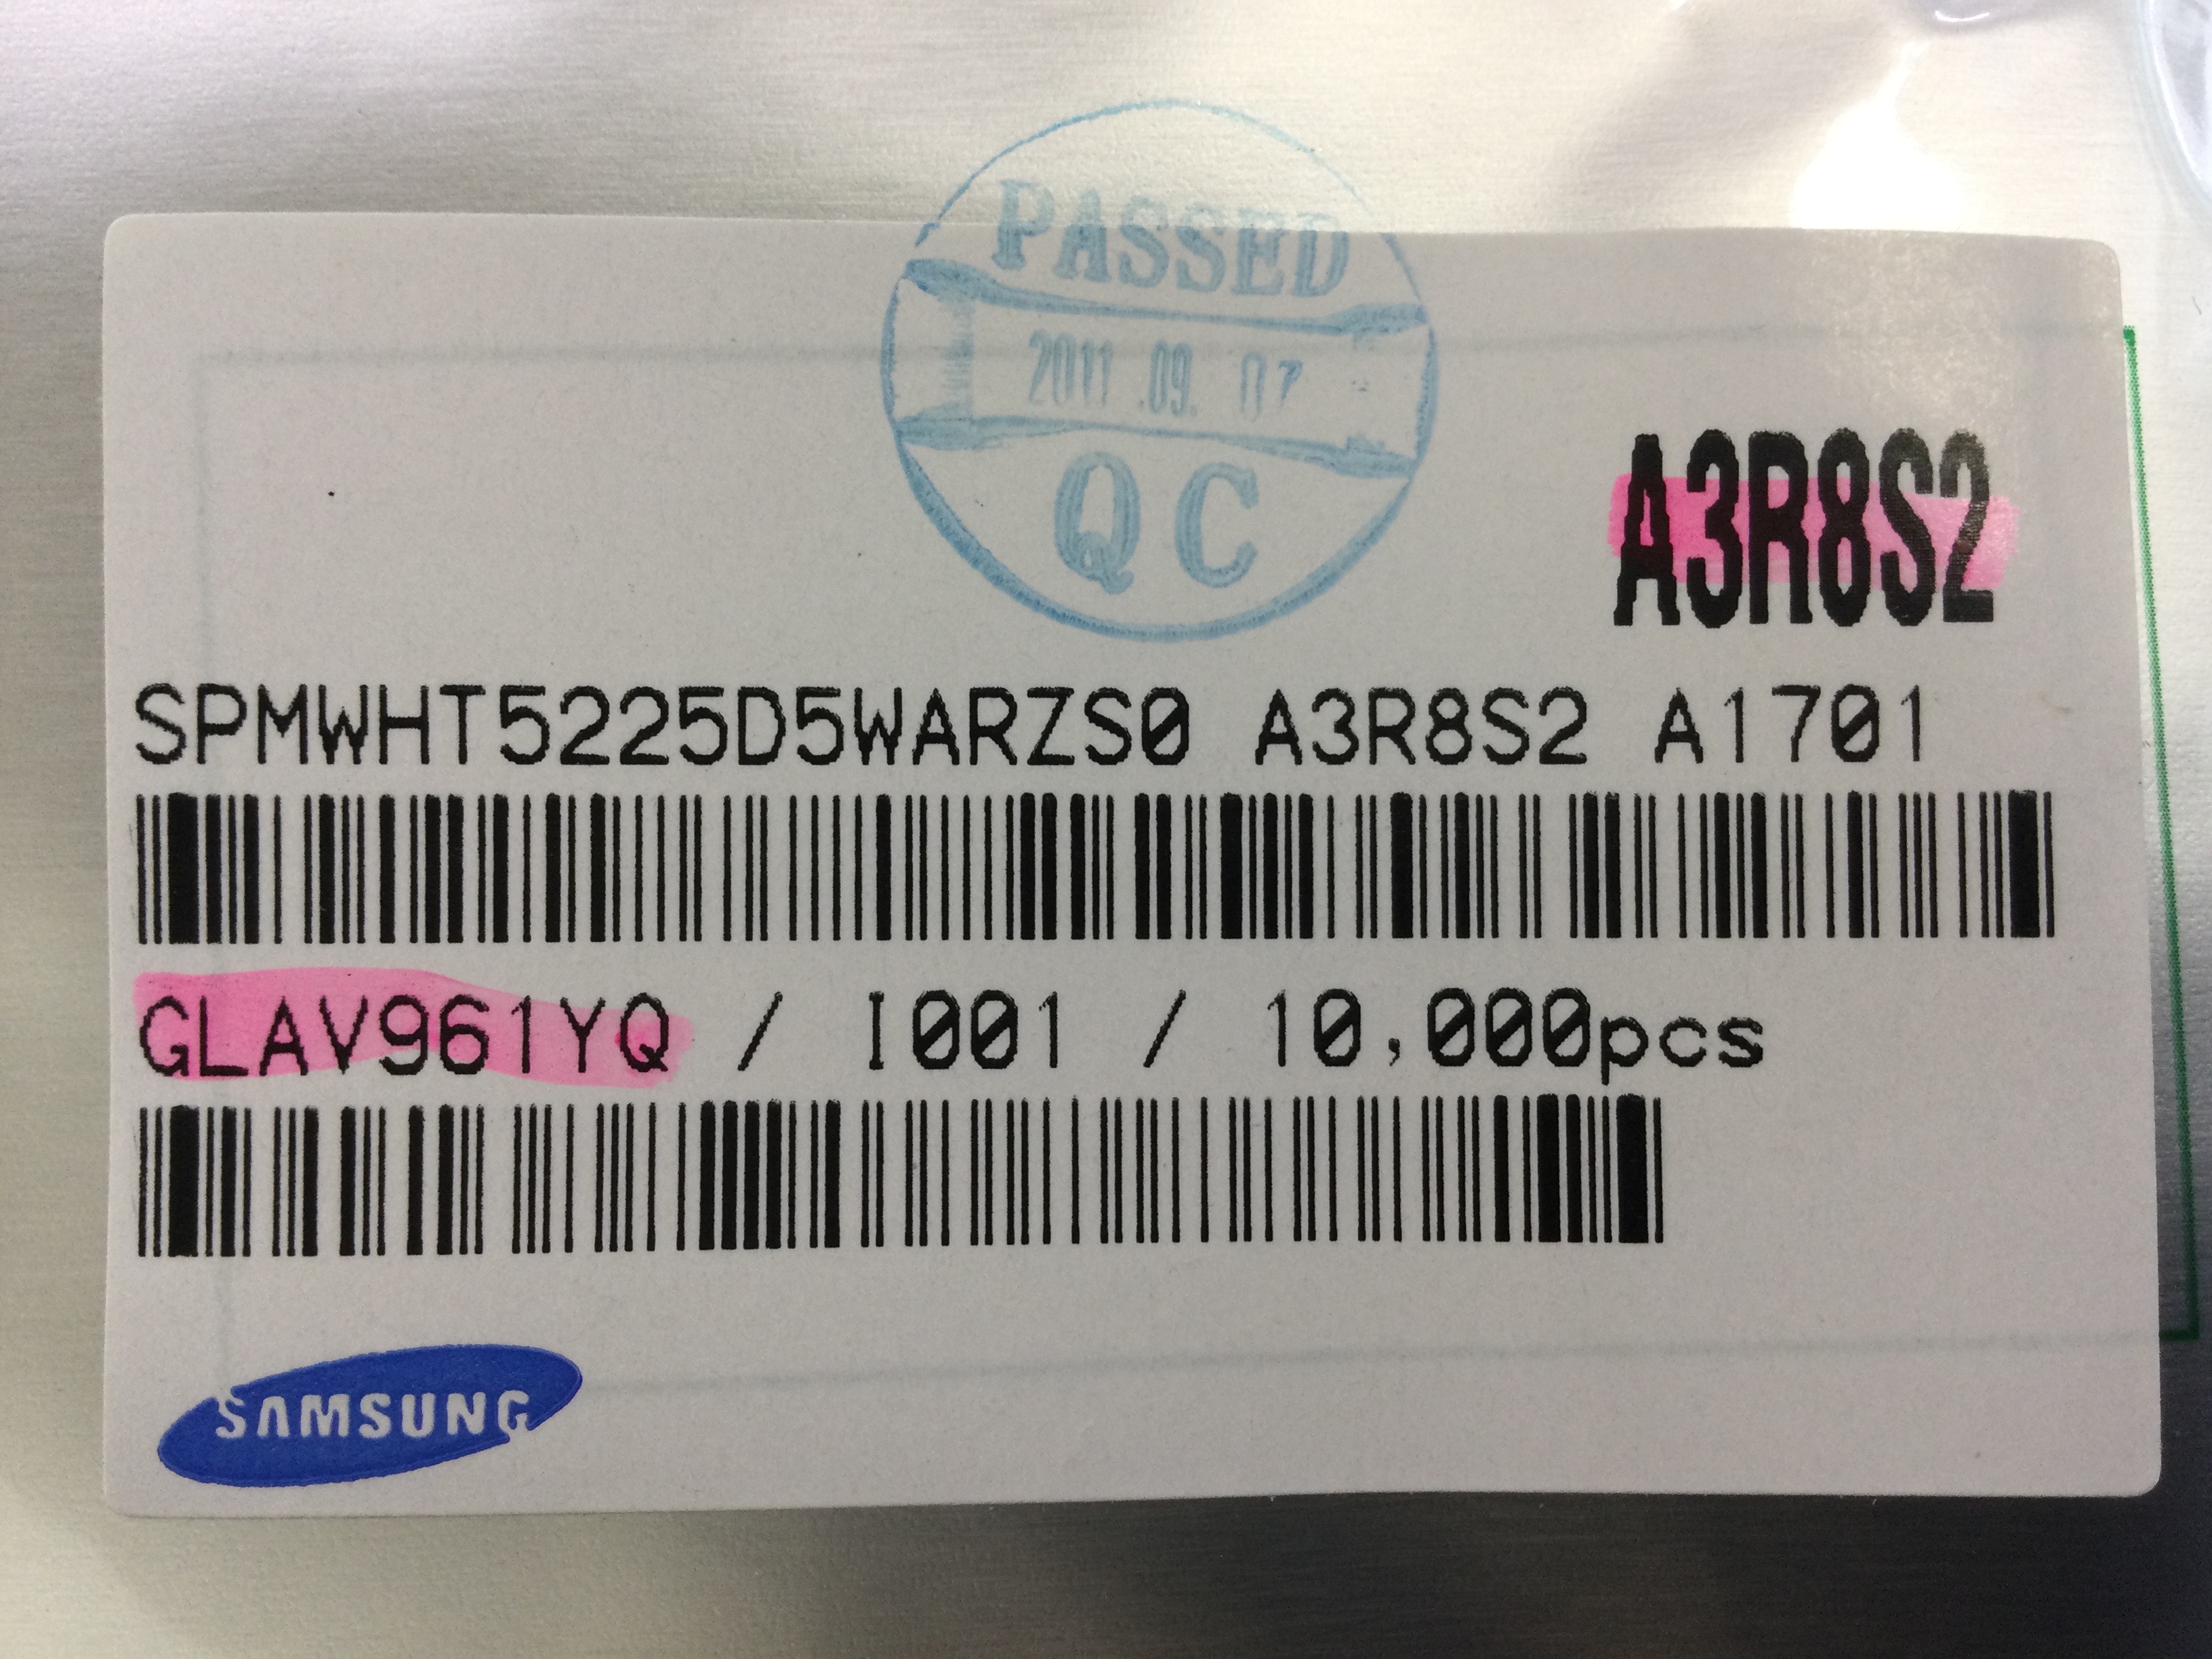 PASSED
2011.09.07
QC
A3R8S2
SPMWHT5225D5WARZS0 A3R8S2 A1701
GLAV961YQ / I001 / 10,000pcs
SAMSUNG